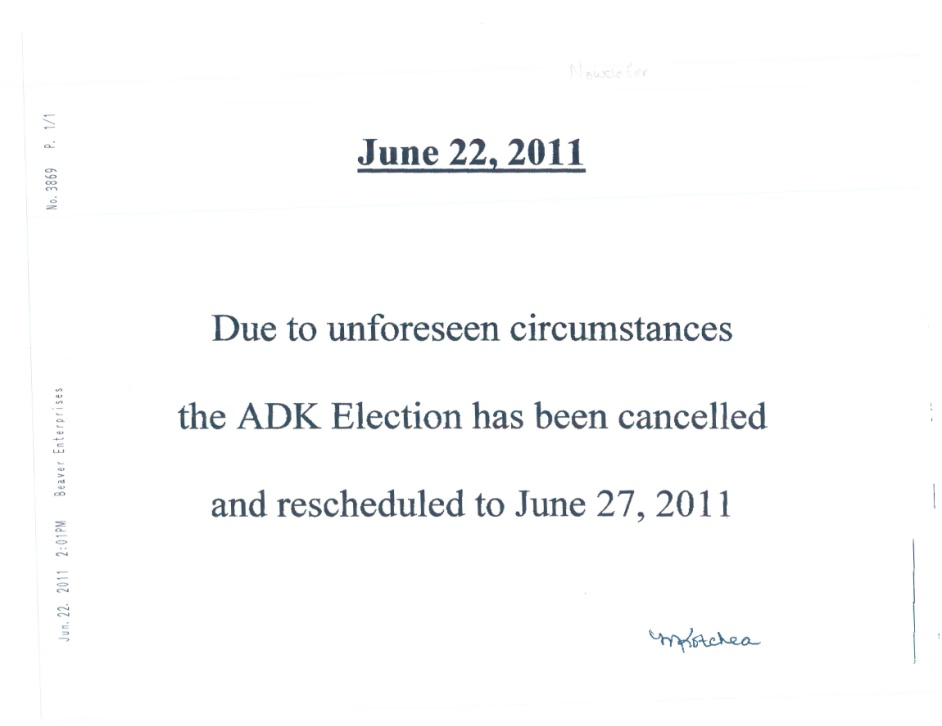 Newsletter
June 22, 2011
Due to unforeseen circumstances
the ADK Election has been cancelled
and rescheduled to June 27, 2011
Jun. 22. 2011 2:01PM Beaver Enterprises No. 3869 P. 1/1